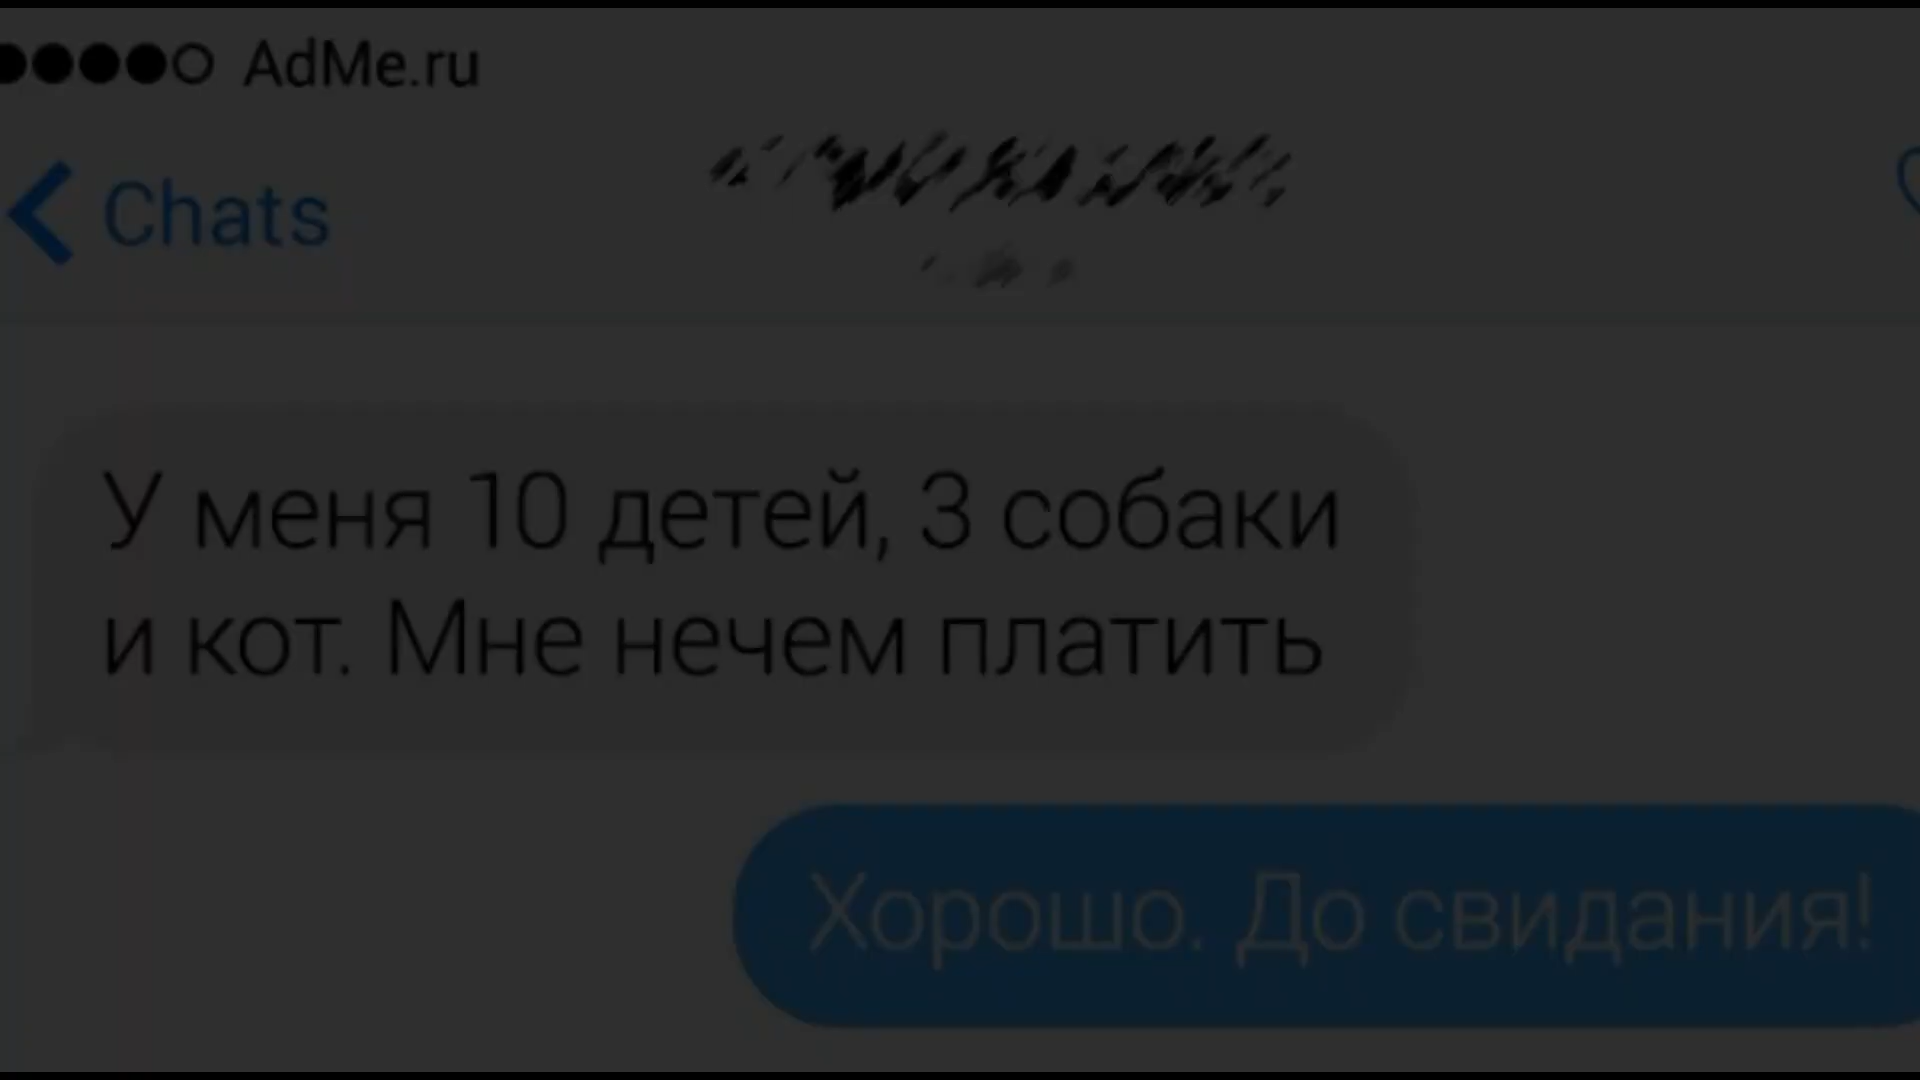 AdMe.ru
Chats
У меня 10 детей, 3 собаки
и кот. Мне нечем платить
Хорошо. До свидания!